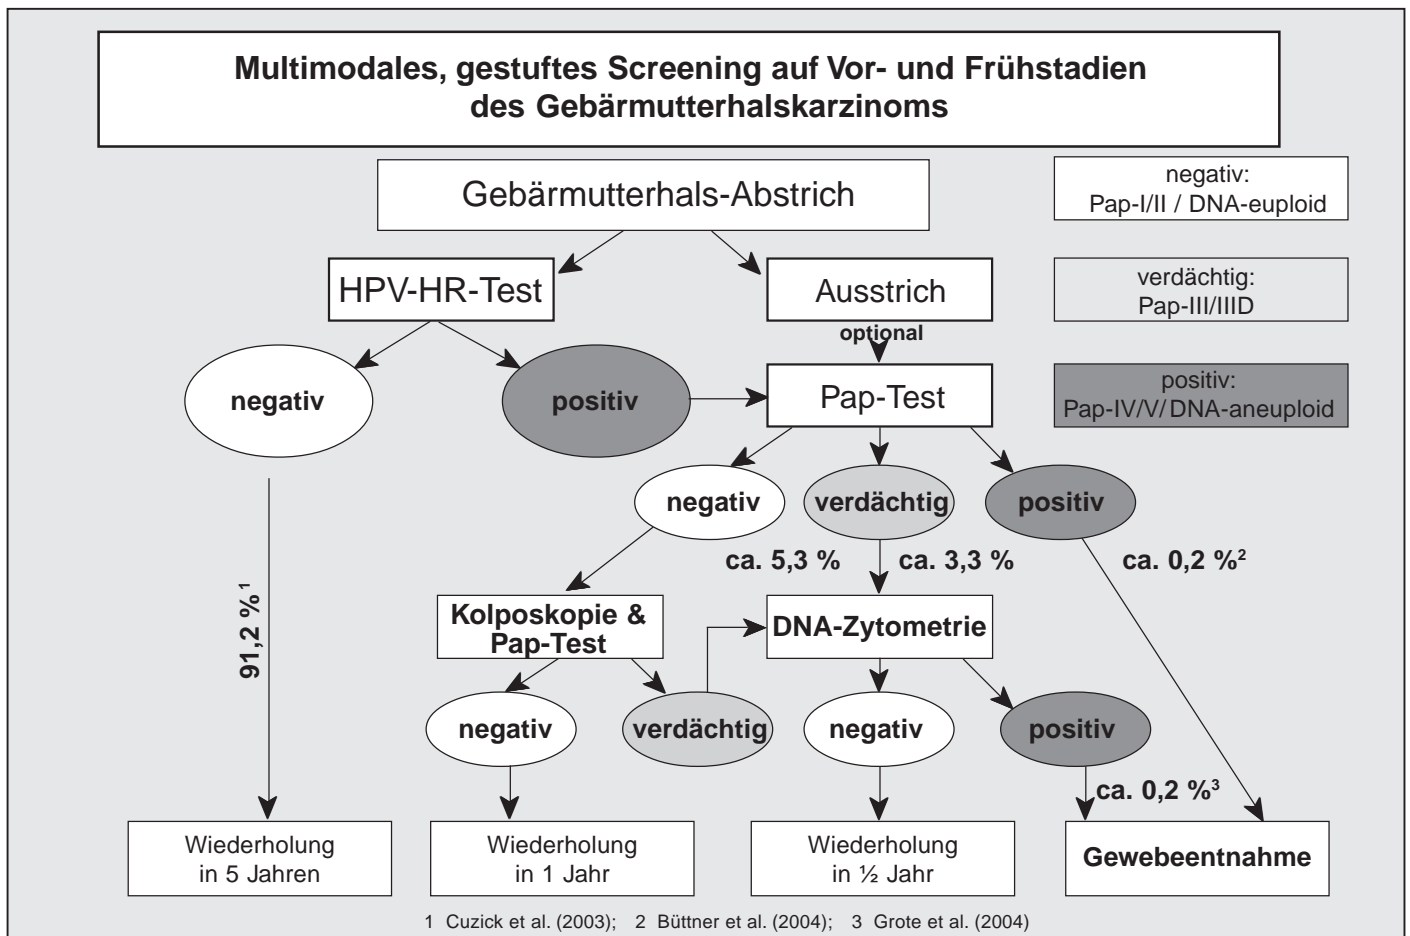 Multimodales, gestuftes Screening auf Vor- und Frühstadien
des Gebärmutterhalskarzinoms
Gebärmutterhals-Abstrich
negativ:
Pap-I/II / DNA-euploid
HPV-HR-Test
Ausstrich
verdächtig:
Pap-III/IIID
optional
negativ
positiv
Pap-Test
positiv:
Pap-IV/V/DNA-aneuploid
negativ
verdächtig
positiv
ca. 5,3 %
ca. 3,3 %
ca. 0,2 %²
91,2 %¹
Kolposkopie &
Pap-Test
DNA-Zytometrie
negativ
verdächtig
negativ
positiv
ca. 0,2 %³
Wiederholung
in 5 Jahren
Wiederholung
in 1 Jahr
Wiederholung
in ½ Jahr
Gewebeentnahme
1 Cuzick et al. (2003); 2 Büttner et al. (2004); 3 Grote et al. (2004)